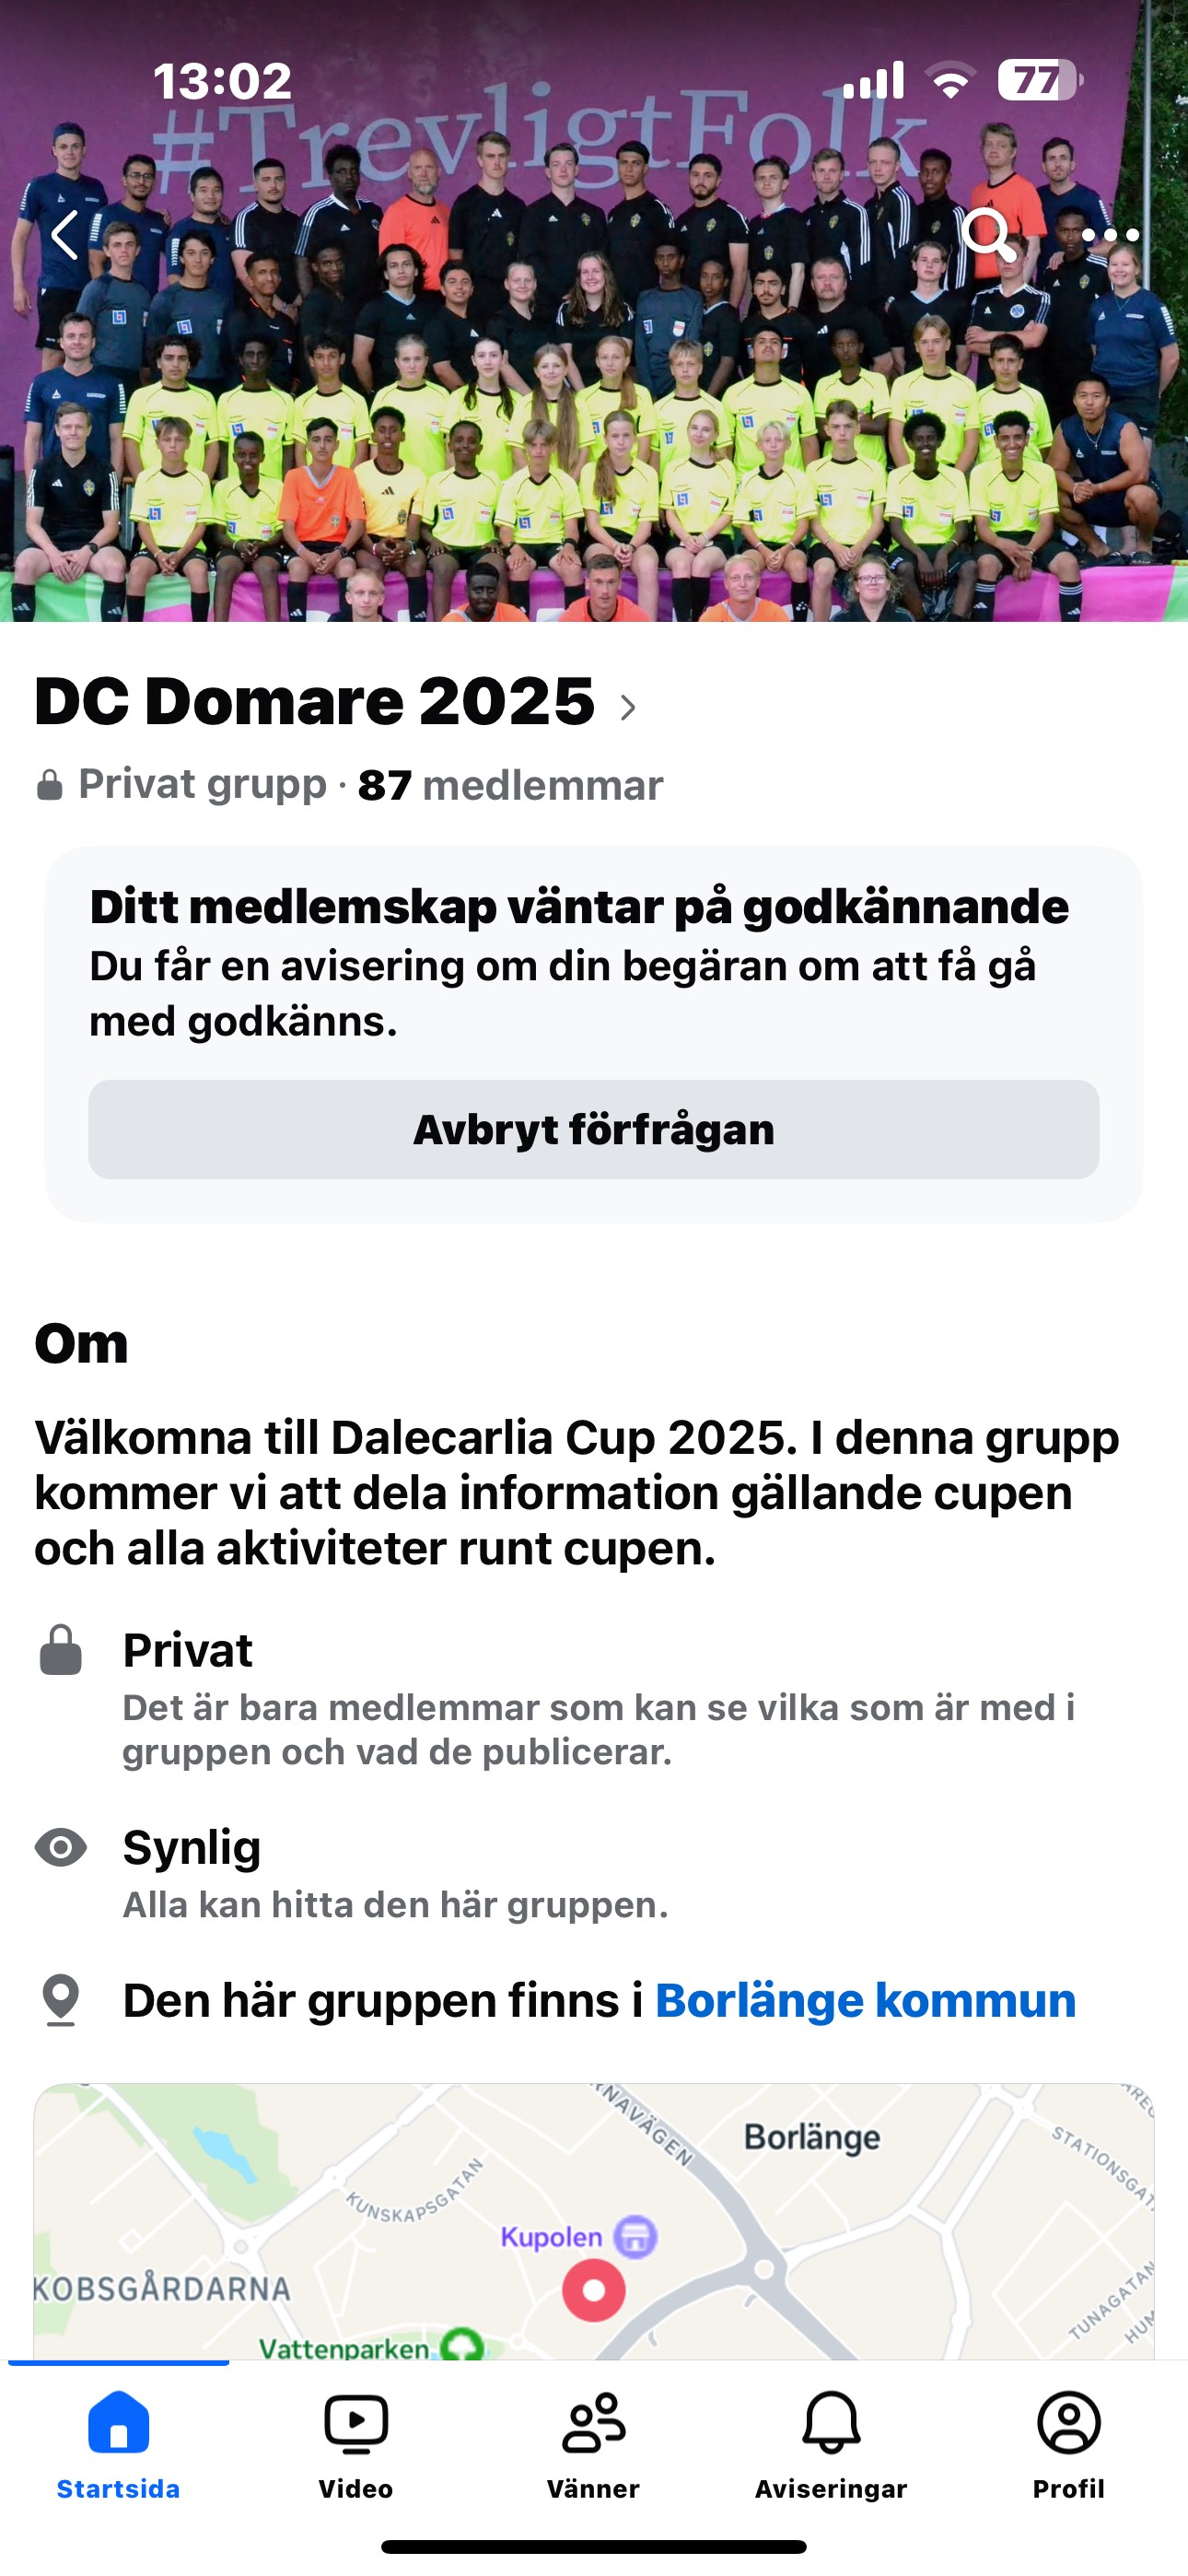 13:02
77
#TrevligtFolk
DC Domare 2025
Privat grupp · 87 medlemmar
Ditt medlemskap väntar på godkännande
Du får en avisering om din begäran om att få gå
med godkänns.
Avbryt förfrågan
Om
Välkomna till Dalecarlia Cup 2025. I denna grupp
kommer vi att dela information gällande cupen
och alla aktiviteter runt cupen.
Privat
Det är bara medlemmar som kan se vilka som är med i
gruppen och vad de publicerar.
Synlig
Alla kan hitta den här gruppen.
Den här gruppen finns i Borlänge kommun
RNAVÄGEN
Borlänge
STATIONSGAT
KUNSKAPSGATAN
Kupolen
KOBSGÅRDARNA
TUNAGATAN
HUM
Vattenparken
Startsida
Video
Vänner
Aviseringar
Profil